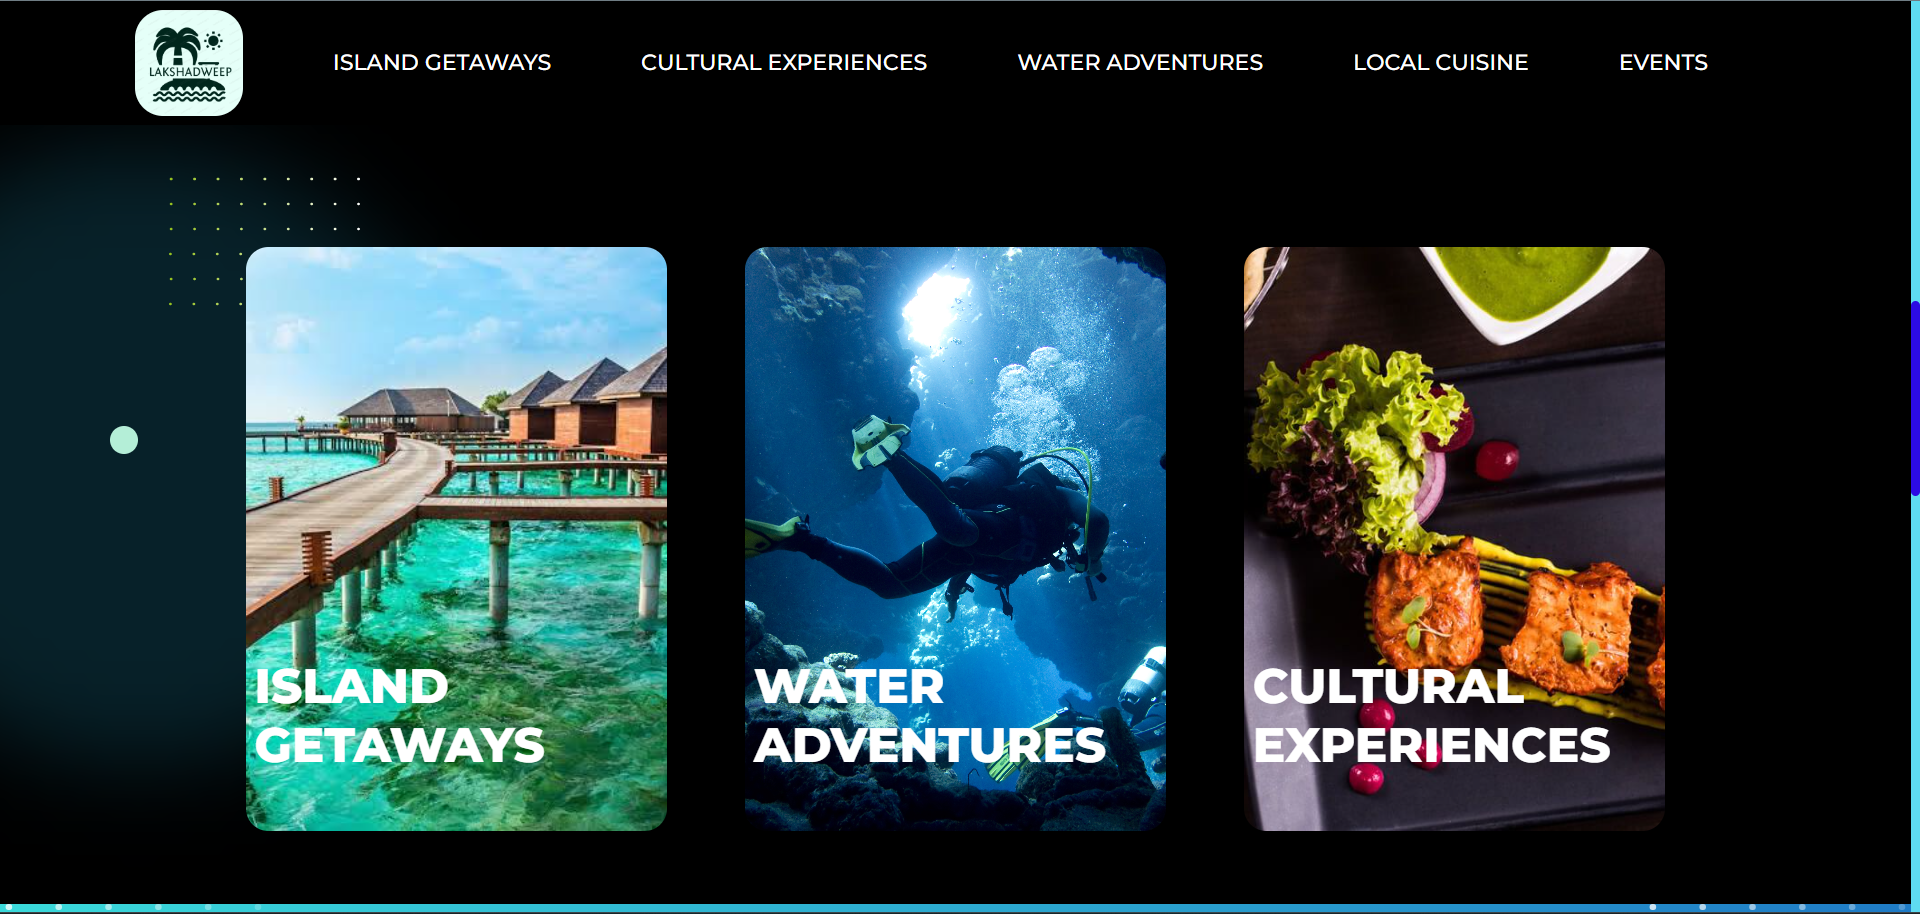 LAKSHADWEEP
ISLAND GETAWAYS CULTURAL EXPERIENCES WATER ADVENTURES LOCAL CUISINE EVENTS
ISLAND
GETAWAYS
WATER
ADVENTURES
CULTURAL
EXPERIENCES